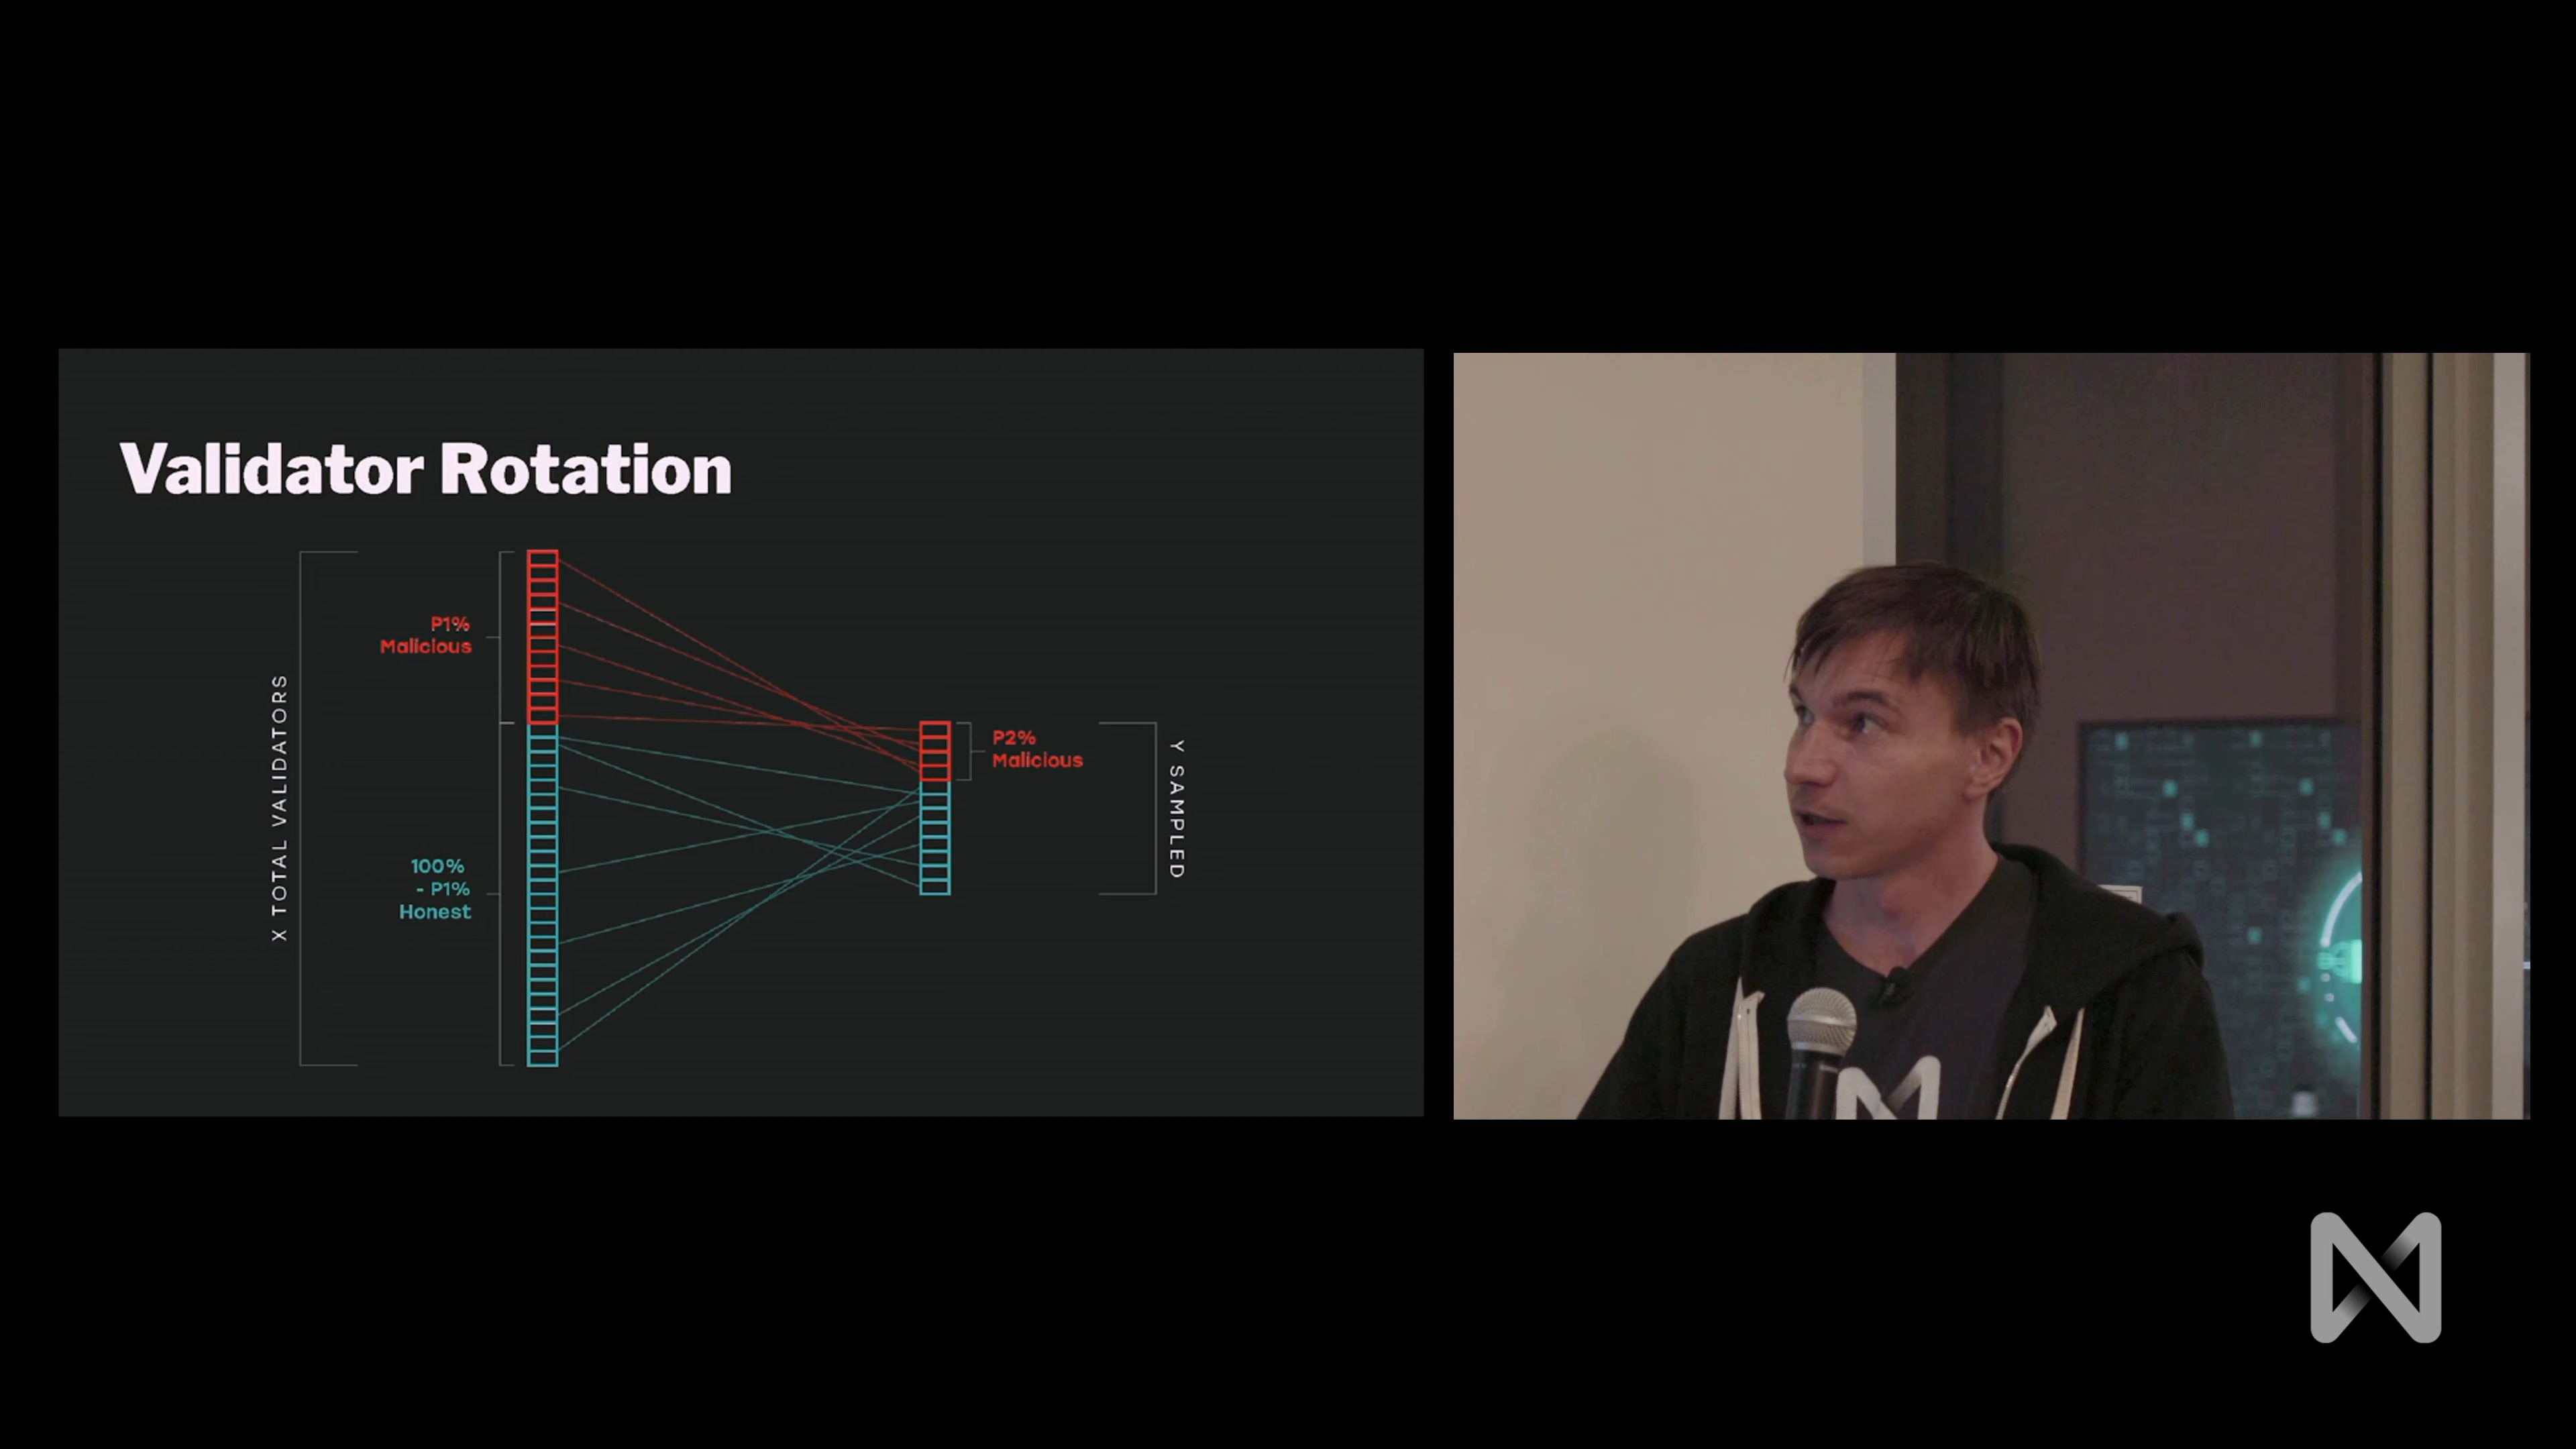 Validator Rotation
X TOTAL VALIDATORS
P1%
Malicious
100%
- P1%
Honest
P2%
Malicious
Y SAMPLED